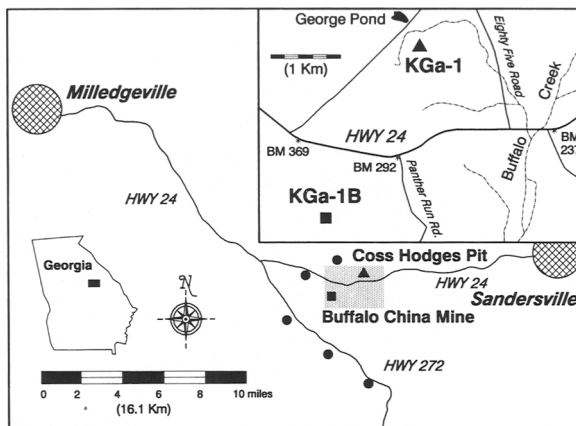 George Pond
KGa-1
(1 Km)
Eighty Five Road
Creek
Buffalo
HWY 24
BM 369
BM 292
BM
237
Panther Run Rd.
KGa-1B
Milledgeville
HWY 24
Coss Hodges Pit
HWY 24
Sandersville
Buffalo China Mine
Georgia
N
HWY 272
0 2 4 6 8 10 miles
(16.1 Km)